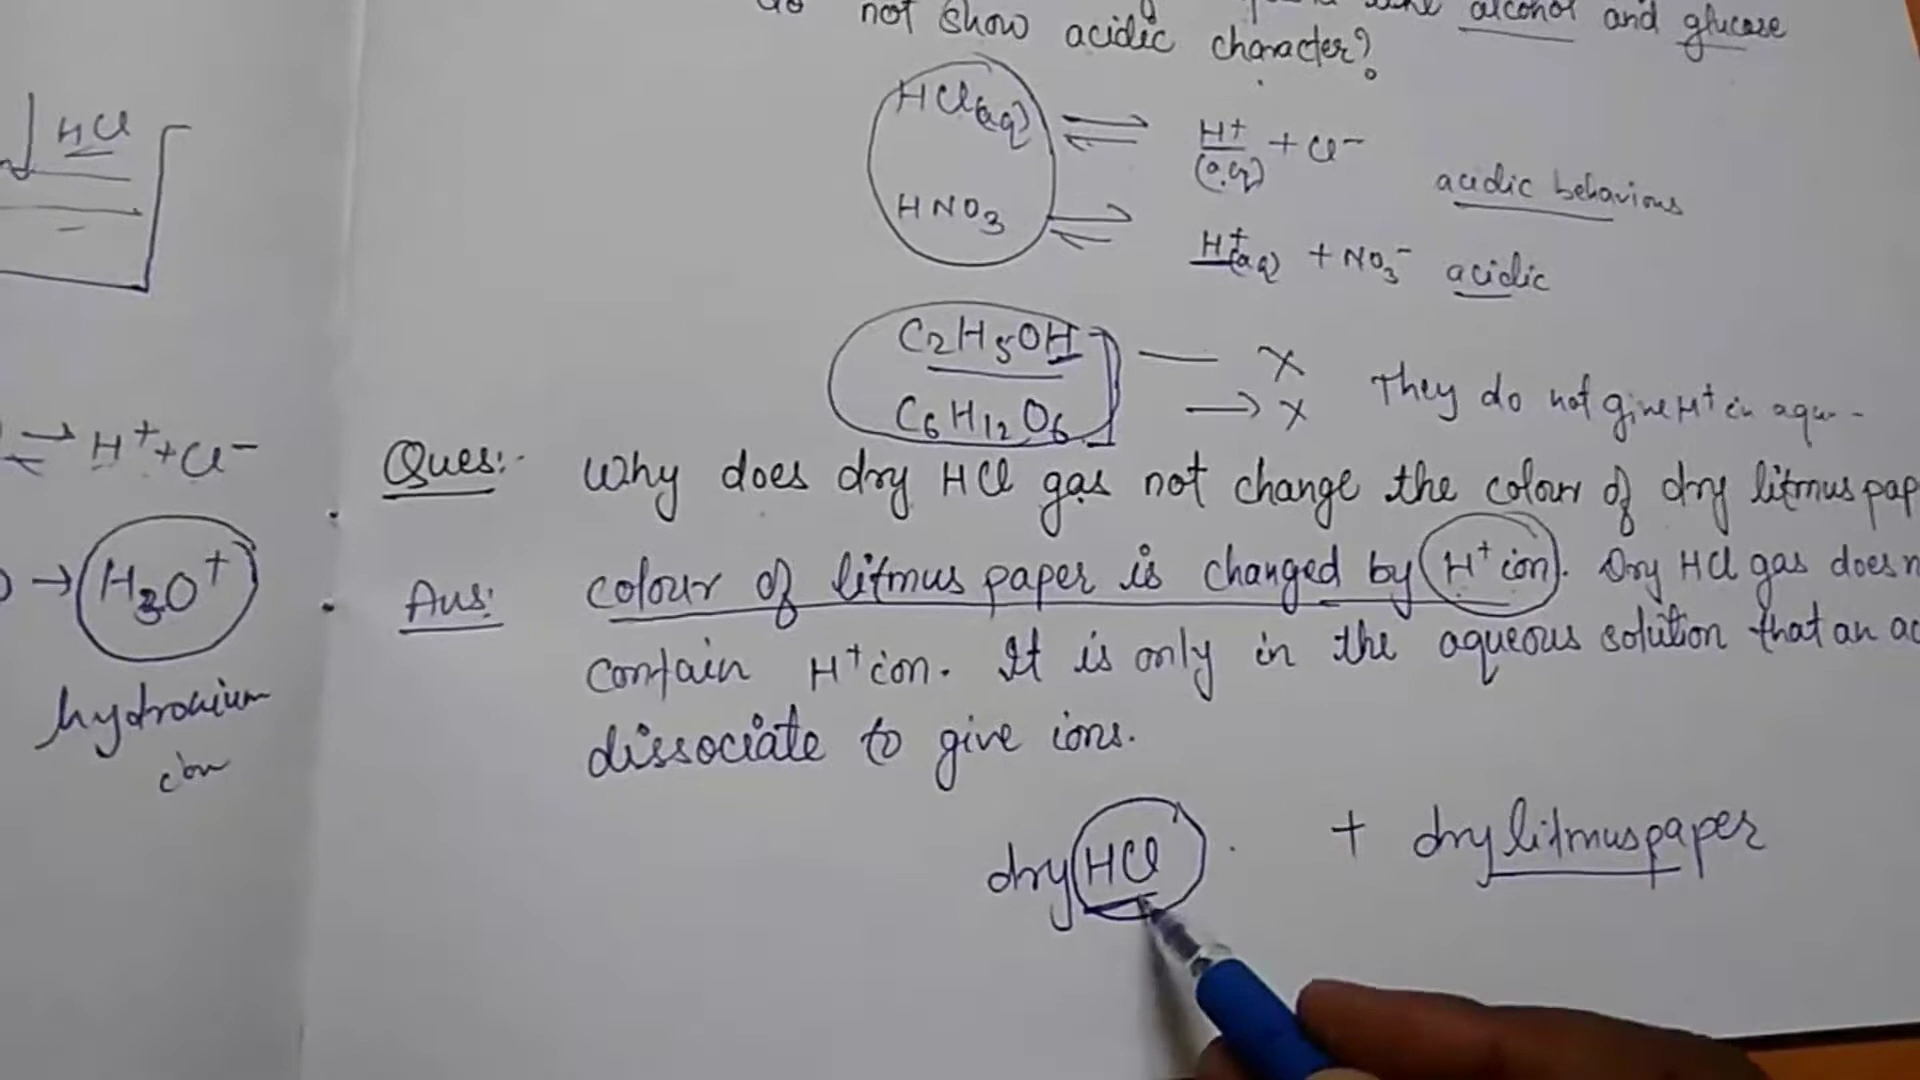 alcohol and glucose
not show acidic character?
HCl(aq) ⇌ H+(aq) + Cl- acidic behaviour
HNO3 ⇌ H+(aq) + NO3- acidic
C2H5OH — X
C6H12O6 → X They do not give H+ in aqu--
Ques:- Why does dry HCl gas not change the colour of dry litmus pap
Ans: colour of litmus paper is changed by H+ ion. Dry HCl gas does n
contain H+ ion. It is only in the aqueous solution that an ac
dissociate to give ions.
dry HCl + dry litmus paper
HCl
⇌ H+ + Cl-
→ H3O+
hydronium
ion